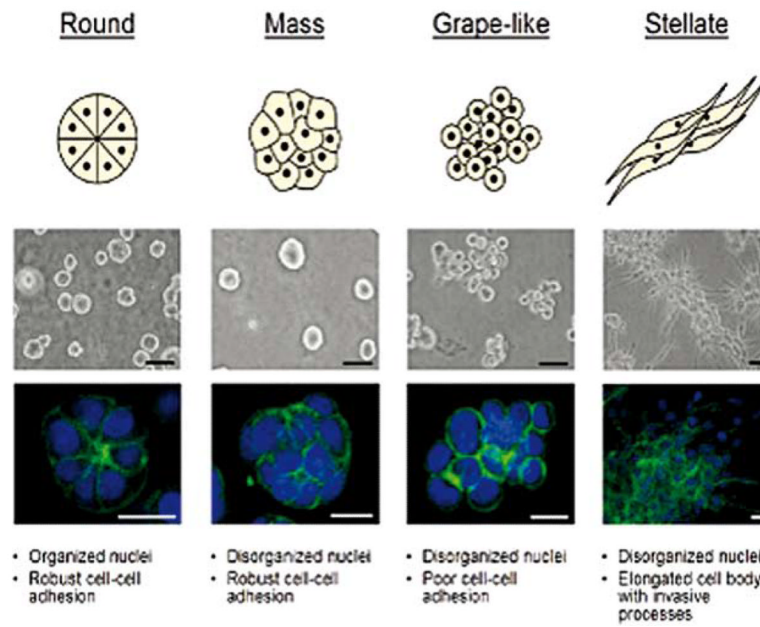 Round
Mass
Grape-like
Stellate
• Organized nuclei
• Robust cell-cell
adhesion
• Disorganized nuclei
• Robust cell-cell
adhesion
• Disorganized nuclei
• Poor cell-cell
adhesion
• Disorganized nuclei
• Elongated cell body
with invasive
processes